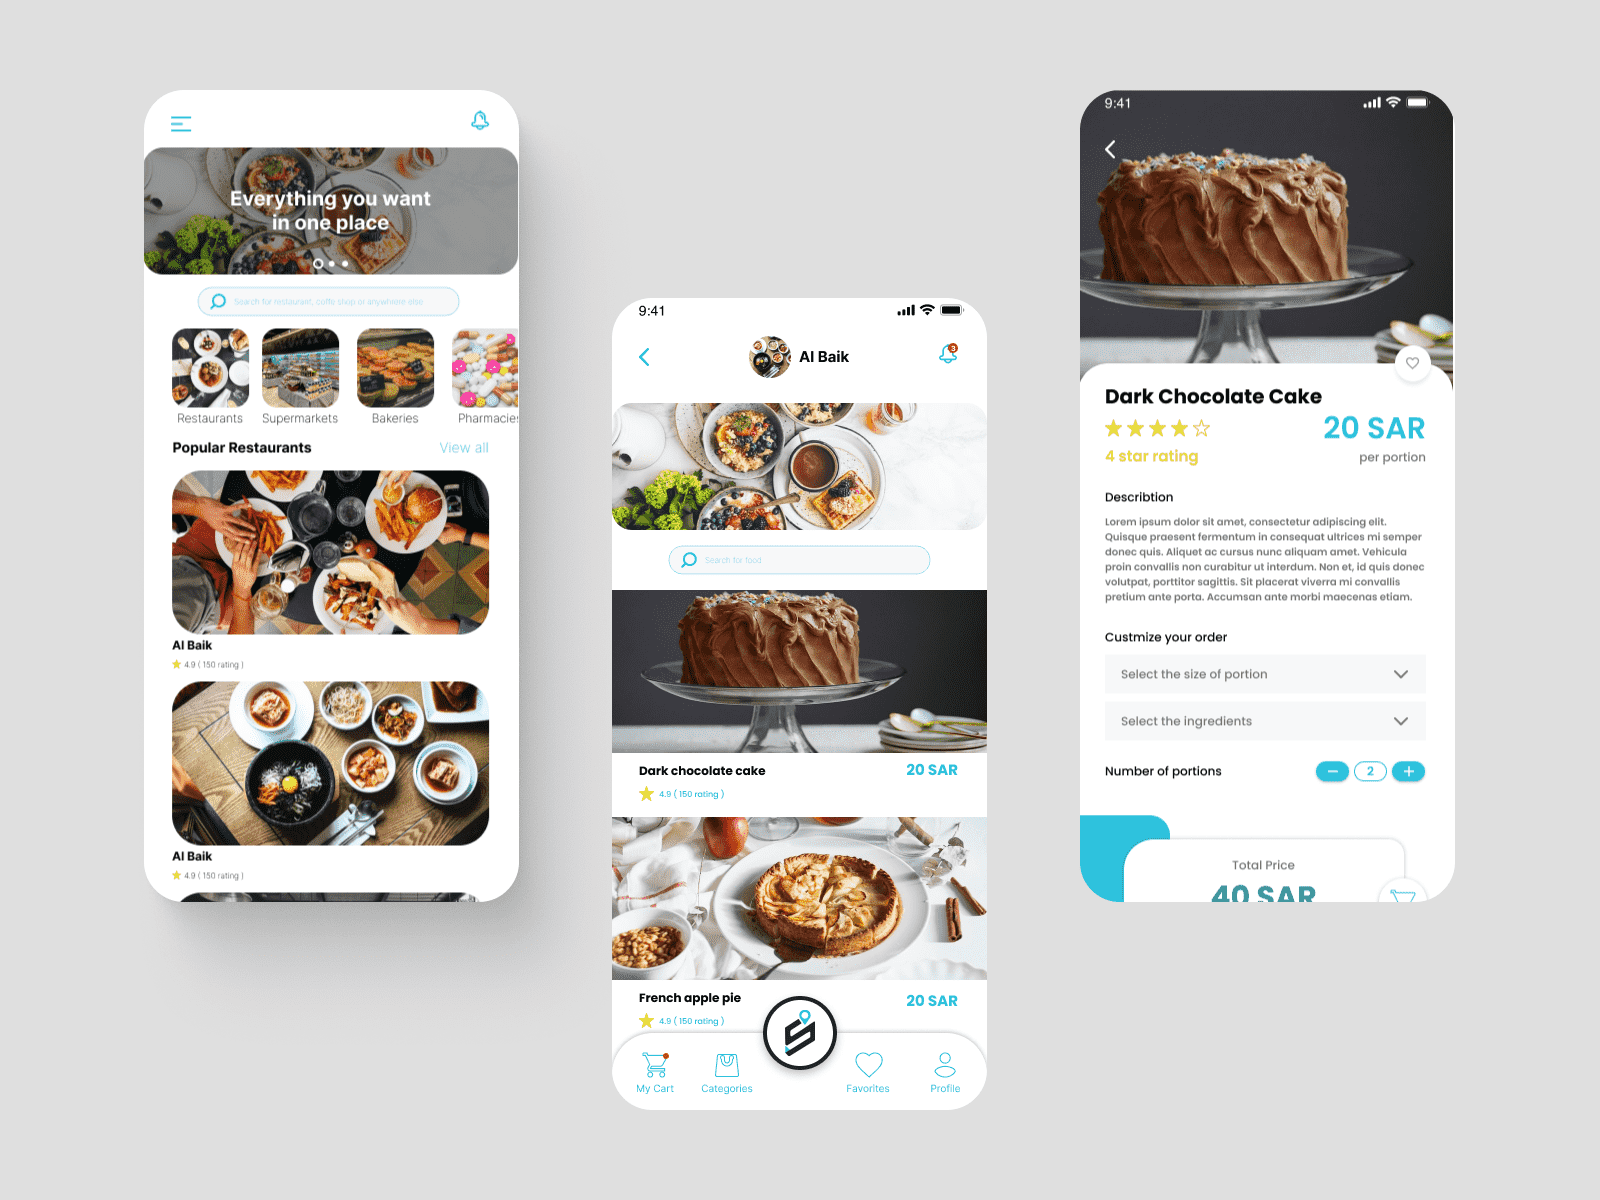 Everything you want
in one place
Search for restaurant, coffe shop or anywhere else
Restaurants
Supermarkets
Bakeries
Pharmacies
Popular Restaurants
View all
Al Baik
4.9 ( 150 rating )
Al Baik
4.9 ( 150 rating )
9:41
Al Baik
3
Search for food
Dark chocolate cake
20 SAR
4.9 ( 150 rating )
French apple pie
20 SAR
4.9 ( 150 rating )
My Cart
Categories
Favorites
Profile
9:41
Dark Chocolate Cake
20 SAR
4 star rating
per portion
Describtion
Lorem ipsum dolor sit amet, consectetur adipiscing elit.
Quisque praesent fermentum in consequat ultrices mi semper
donec quis. Aliquet ac cursus nunc aliquam amet. Vehicula
proin convallis non curabitur ut interdum. Non et, id quis donec
volutpat, porttitor sagittis. Sit placerat viverra mi convallis
pretium ante porta. Accumsan ante morbi maecenas etiam.
Custmize your order
Select the size of portion
Select the ingredients
Number of portions
2
Total Price
40 SAR